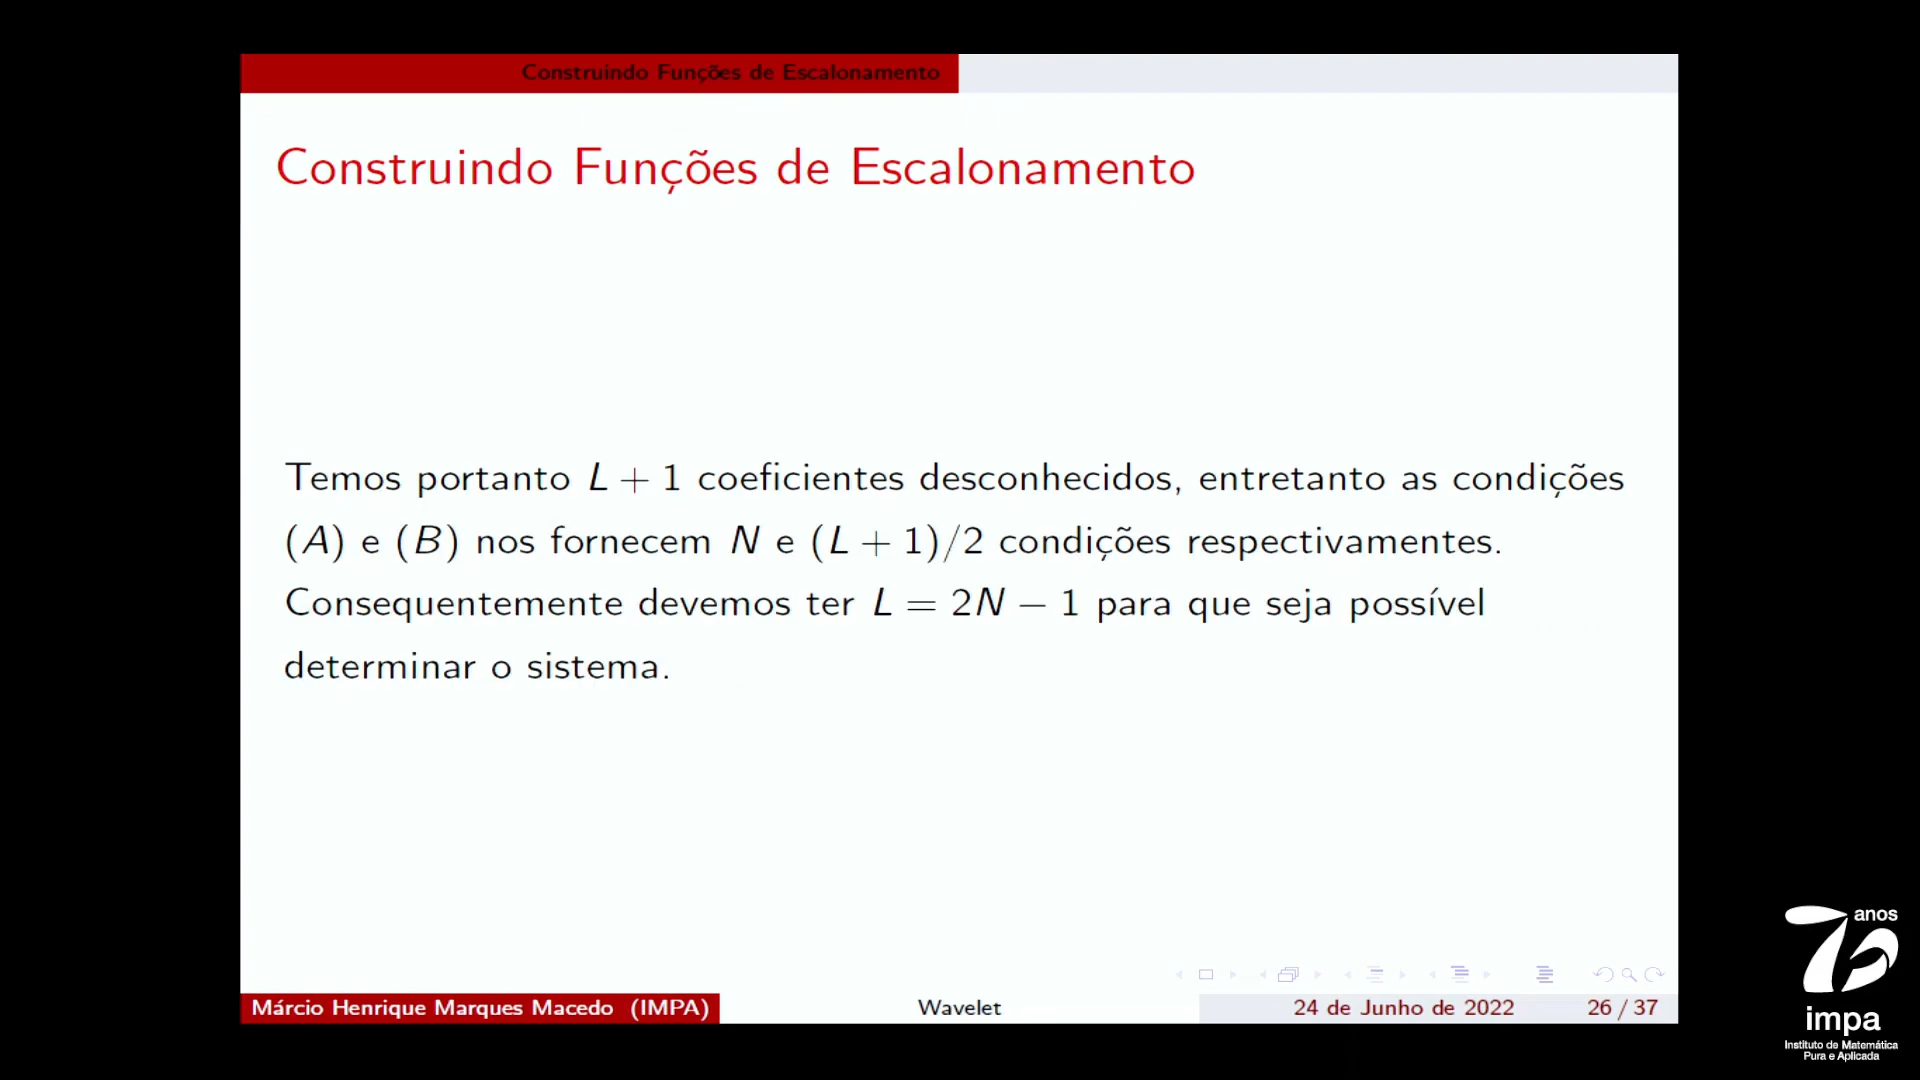 Construindo Funções de Escalonamento
Construindo Funções de Escalonamento
Temos portanto L + 1 coeficientes desconhecidos, entretanto as condições
(A) e (B) nos fornecem N e (L + 1)/2 condições respectivamentes.
Consequentemente devemos ter L = 2N − 1 para que seja possível
determinar o sistema.
Márcio Henrique Marques Macedo (IMPA)
Wavelet
24 de Junho de 2022
26 / 37
70 anos
impa
Instituto de Matemática
Pura e Aplicada